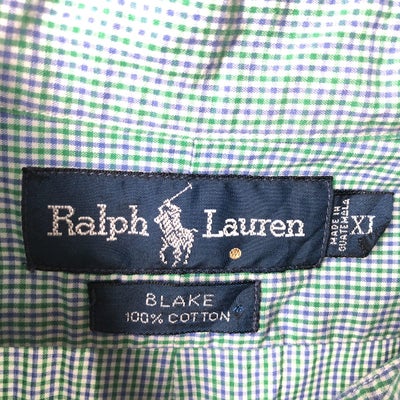 Ralph Lauren
MADE IN
GUATEMALA
XL
BLAKE
100% COTTON